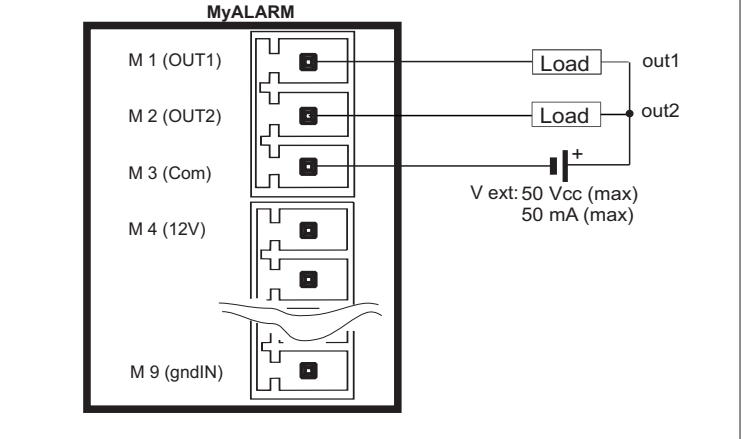 MyALARM
M 1 (OUT1)
Load
out1
M 2 (OUT2)
Load
out2
M 3 (Com)
+
V ext: 50 Vcc (max)
50 mA (max)
M 4 (12V)
M 9 (gndIN)